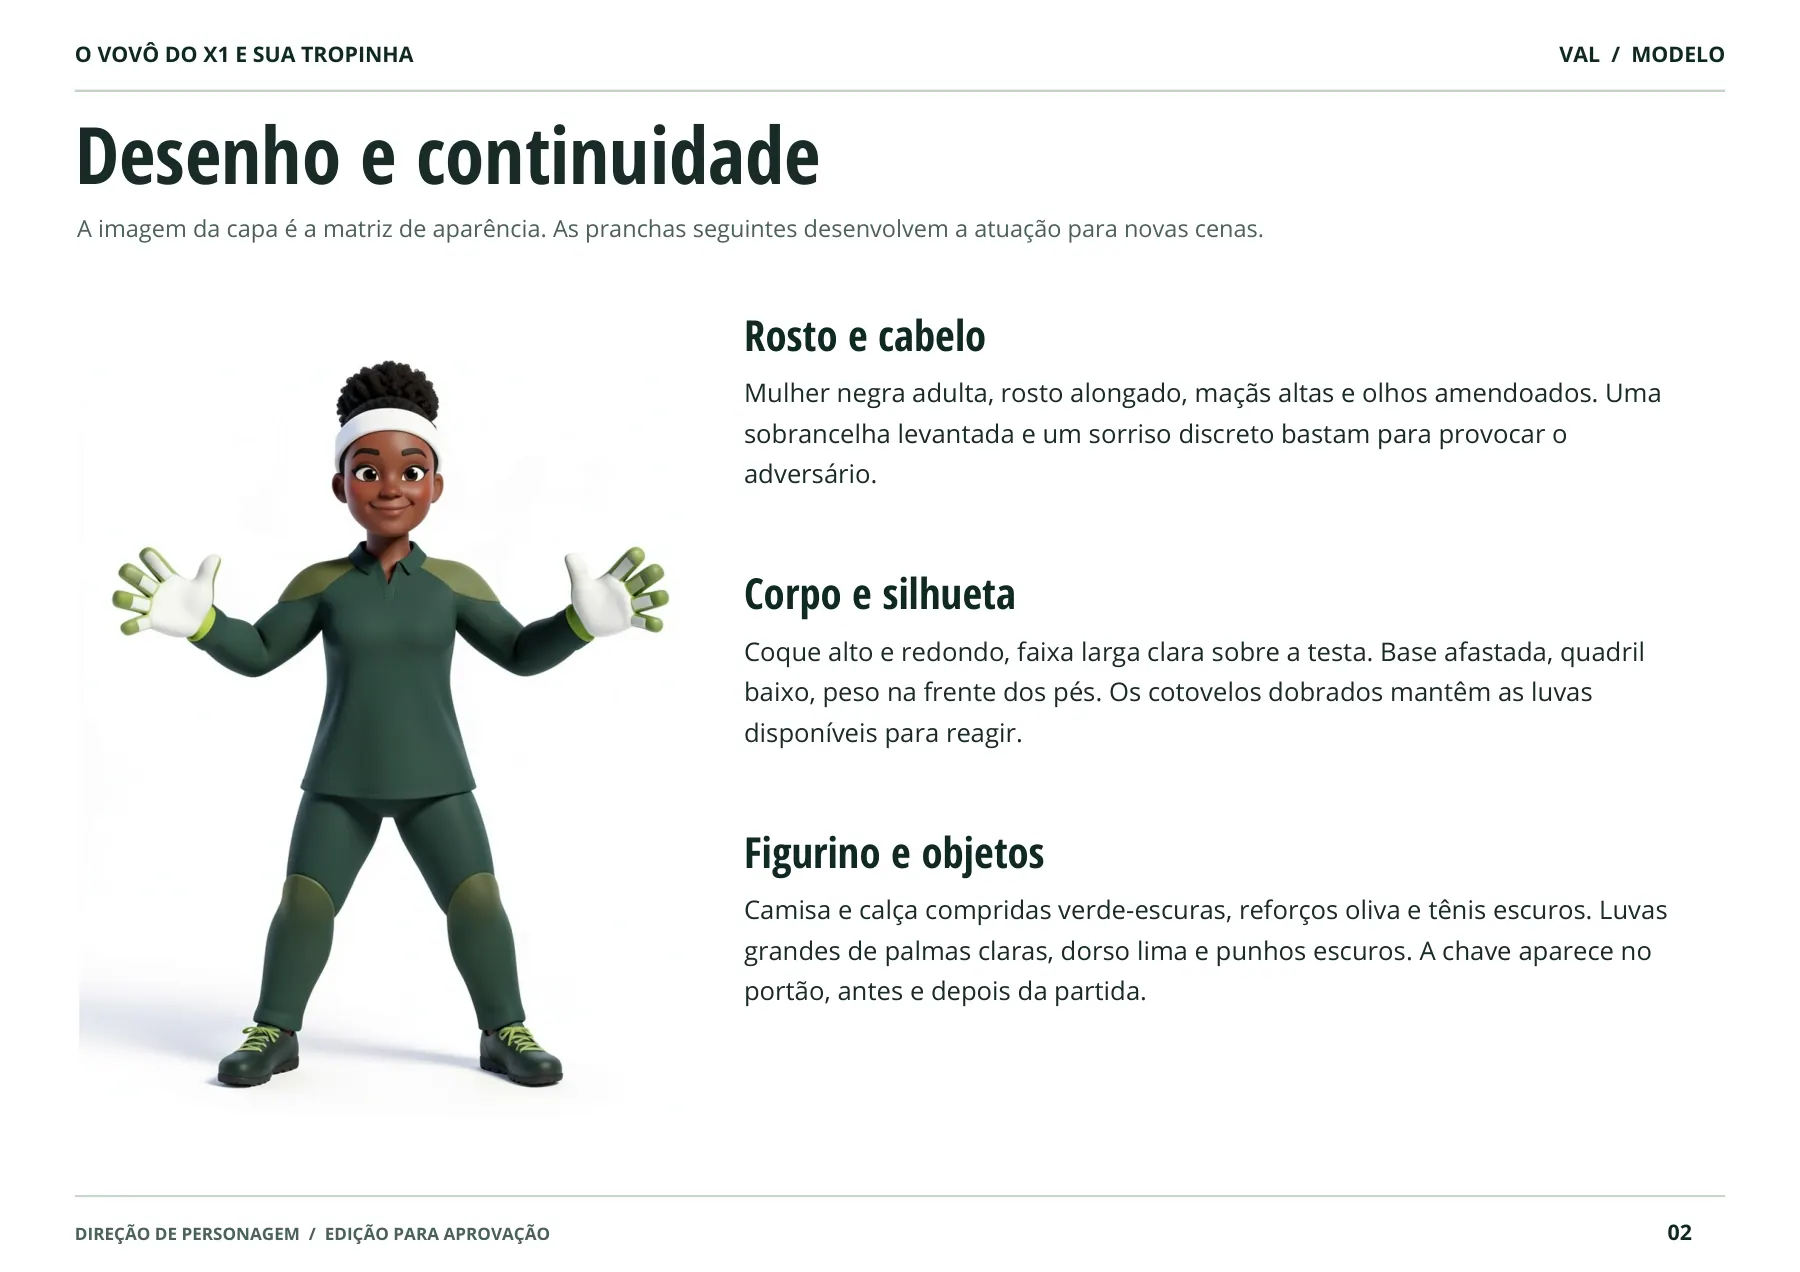 O VOVÔ DO X1 E SUA TROPINHA
VAL / MODELO
Desenho e continuidade
A imagem da capa é a matriz de aparência. As pranchas seguintes desenvolvem a atuação para novas cenas.
Rosto e cabelo
Mulher negra adulta, rosto alongado, maçãs altas e olhos amendoados. Uma
sobrancelha levantada e um sorriso discreto bastam para provocar o
adversário.
Corpo e silhueta
Coque alto e redondo, faixa larga clara sobre a testa. Base afastada, quadril
baixo, peso na frente dos pés. Os cotovelos dobrados mantêm as luvas
disponíveis para reagir.
Figurino e objetos
Camisa e calça compridas verde-escuras, reforços oliva e tênis escuros. Luvas
grandes de palmas claras, dorso lima e punhos escuros. A chave aparece no
portão, antes e depois da partida.
DIREÇÃO DE PERSONAGEM / EDIÇÃO PARA APROVAÇÃO
02